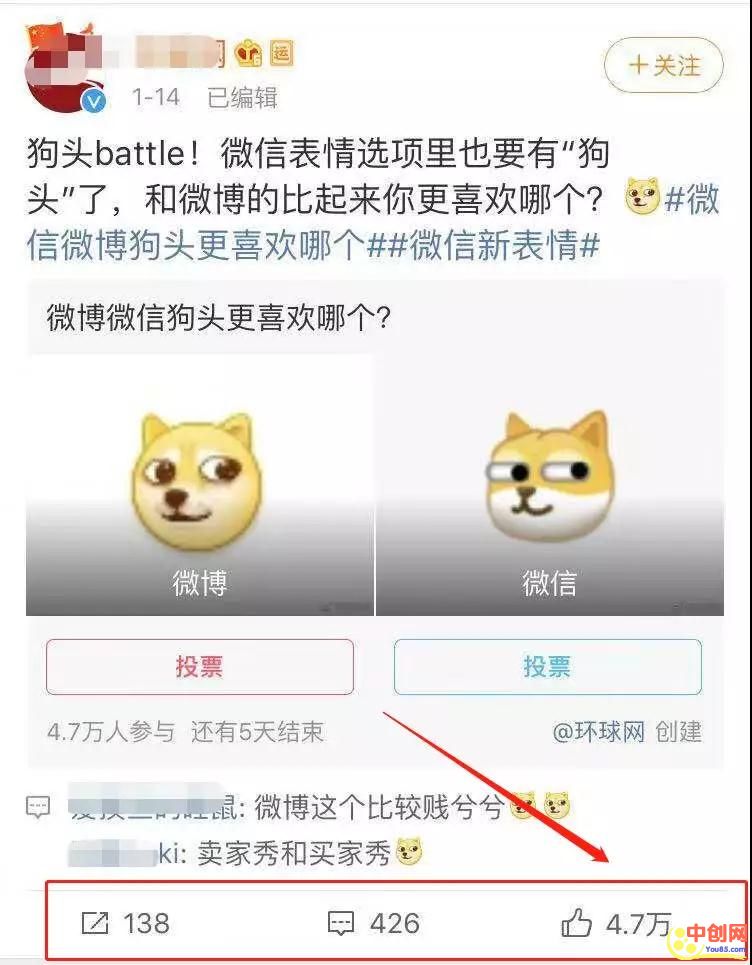 运
+关注
1-14 已编辑
狗头battle！微信表情选项里也要有“狗
头”了，和微博的比起来你更喜欢哪个？#微
信微博狗头更喜欢哪个##微信新表情#
微博微信狗头更喜欢哪个？
微博
微信
投票
投票
4.7万人参与 还有5天结束
@环球网 创建
鼠: 微博这个比较贱兮兮
ki: 卖家秀和买家秀
138
426
4.7万
中创网
You85.com